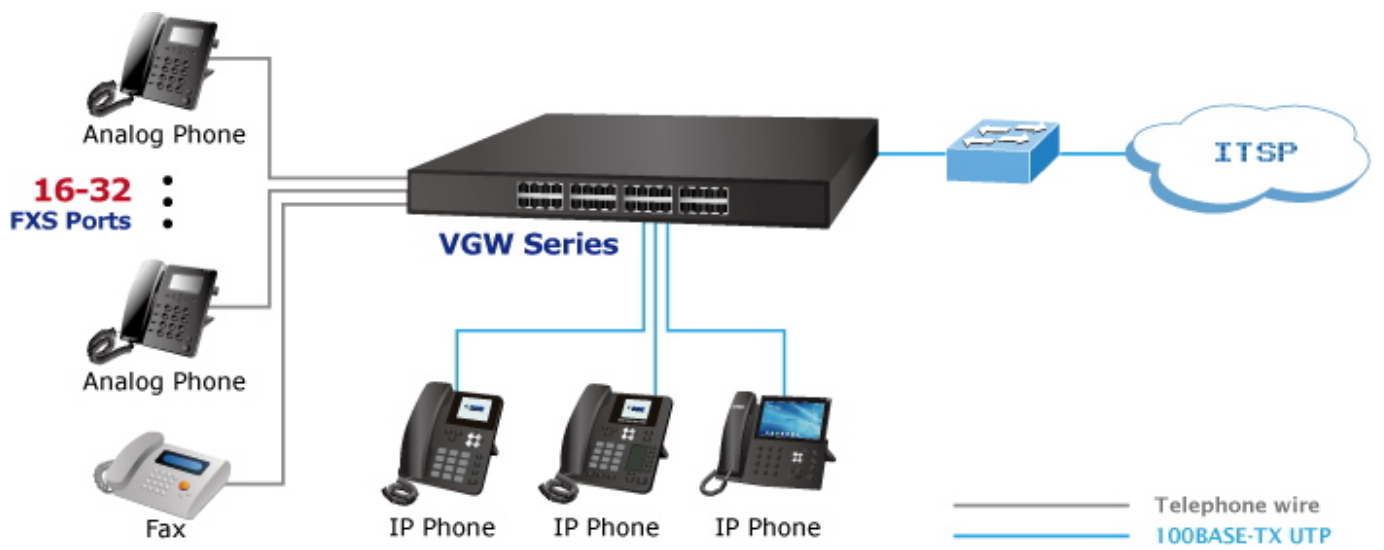 Analog Phone
16-32
FXS Ports
VGW Series
ITSP
Analog Phone
Fax
IP Phone
IP Phone
IP Phone
Telephone wire
100BASE-TX UTP